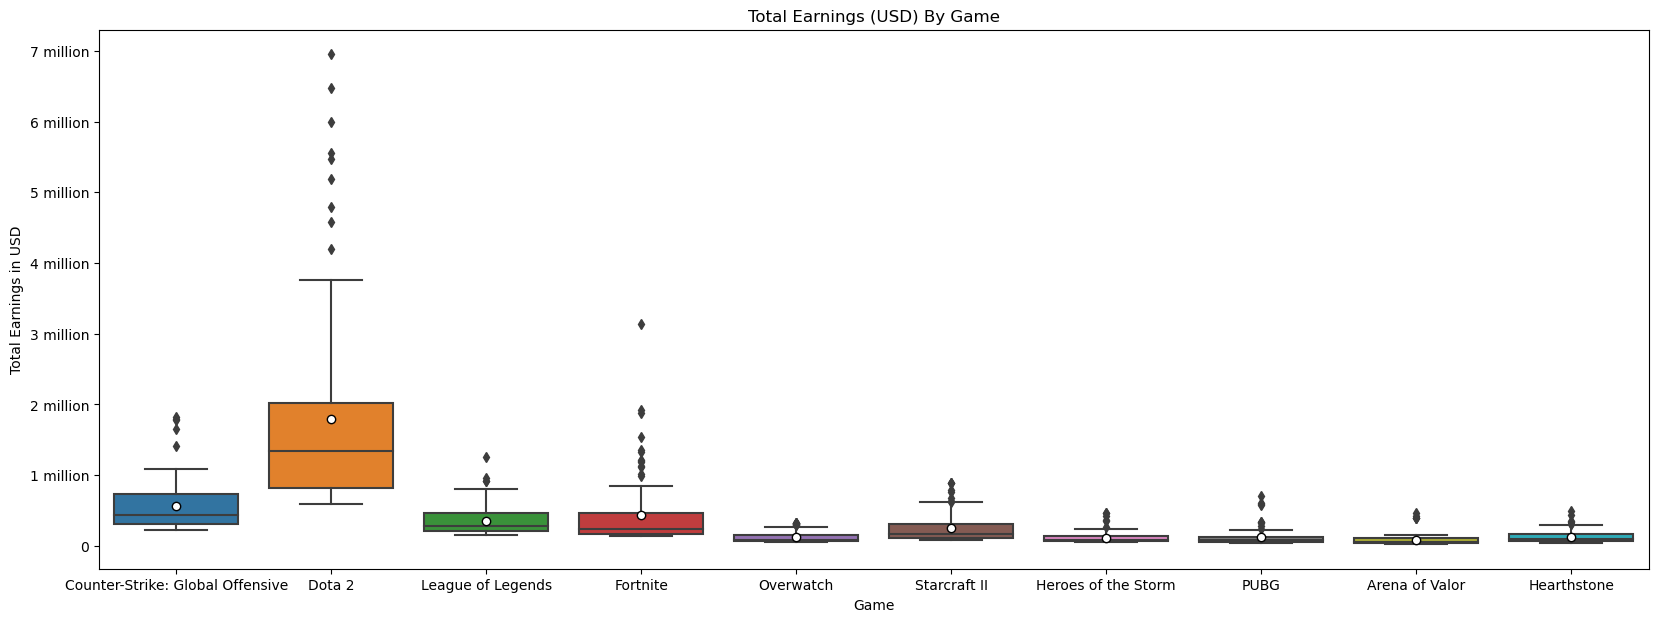 Total Earnings (USD) By Game
7 million
6 million
5 million
4 million
3 million
2 million
1 million
0
Total Earnings in USD
Counter-Strike: Global Offensive Dota 2 League of Legends Fortnite Overwatch Starcraft II Heroes of the Storm PUBG Arena of Valor Hearthstone
Game